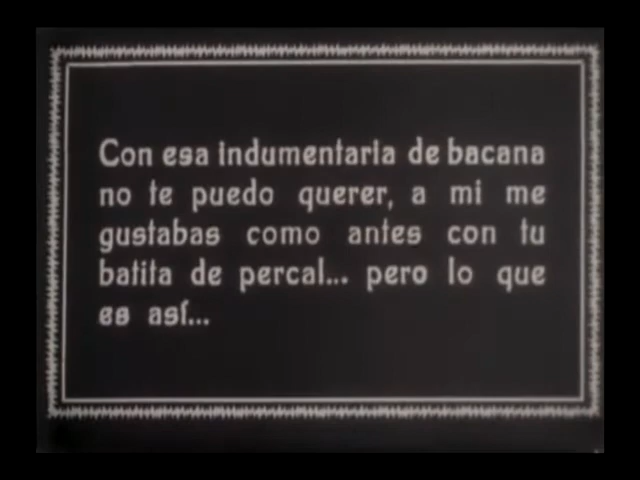 Con esa indumentaria de bacana
no te puedo querer, a mi me
gustabas como antes con tu
batita de percal... pero lo que
es así...